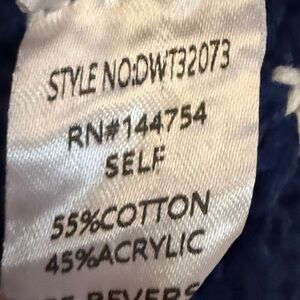 STYLE NO:DWT32073
RN#144754
SELF
55%COTTON
45%ACRYLIC